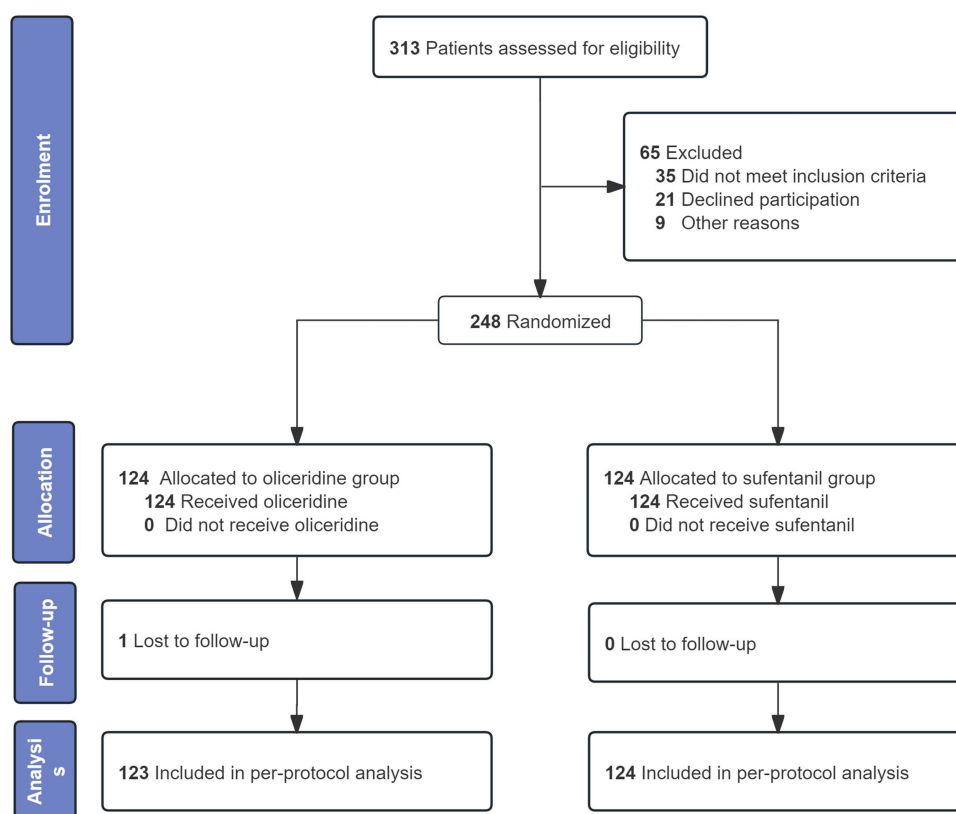 Enrolment
313 Patients assessed for eligibility
65 Excluded
35 Did not meet inclusion criteria
21 Declined participation
9 Other reasons
248 Randomized
Allocation
124 Allocated to oliceridine group
124 Received oliceridine
0 Did not receive oliceridine
124 Allocated to sufentanil group
124 Received sufentanil
0 Did not receive sufentanil
Follow-up
1 Lost to follow-up
0 Lost to follow-up
Analysi
s
123 Included in per-protocol analysis
124 Included in per-protocol analysis